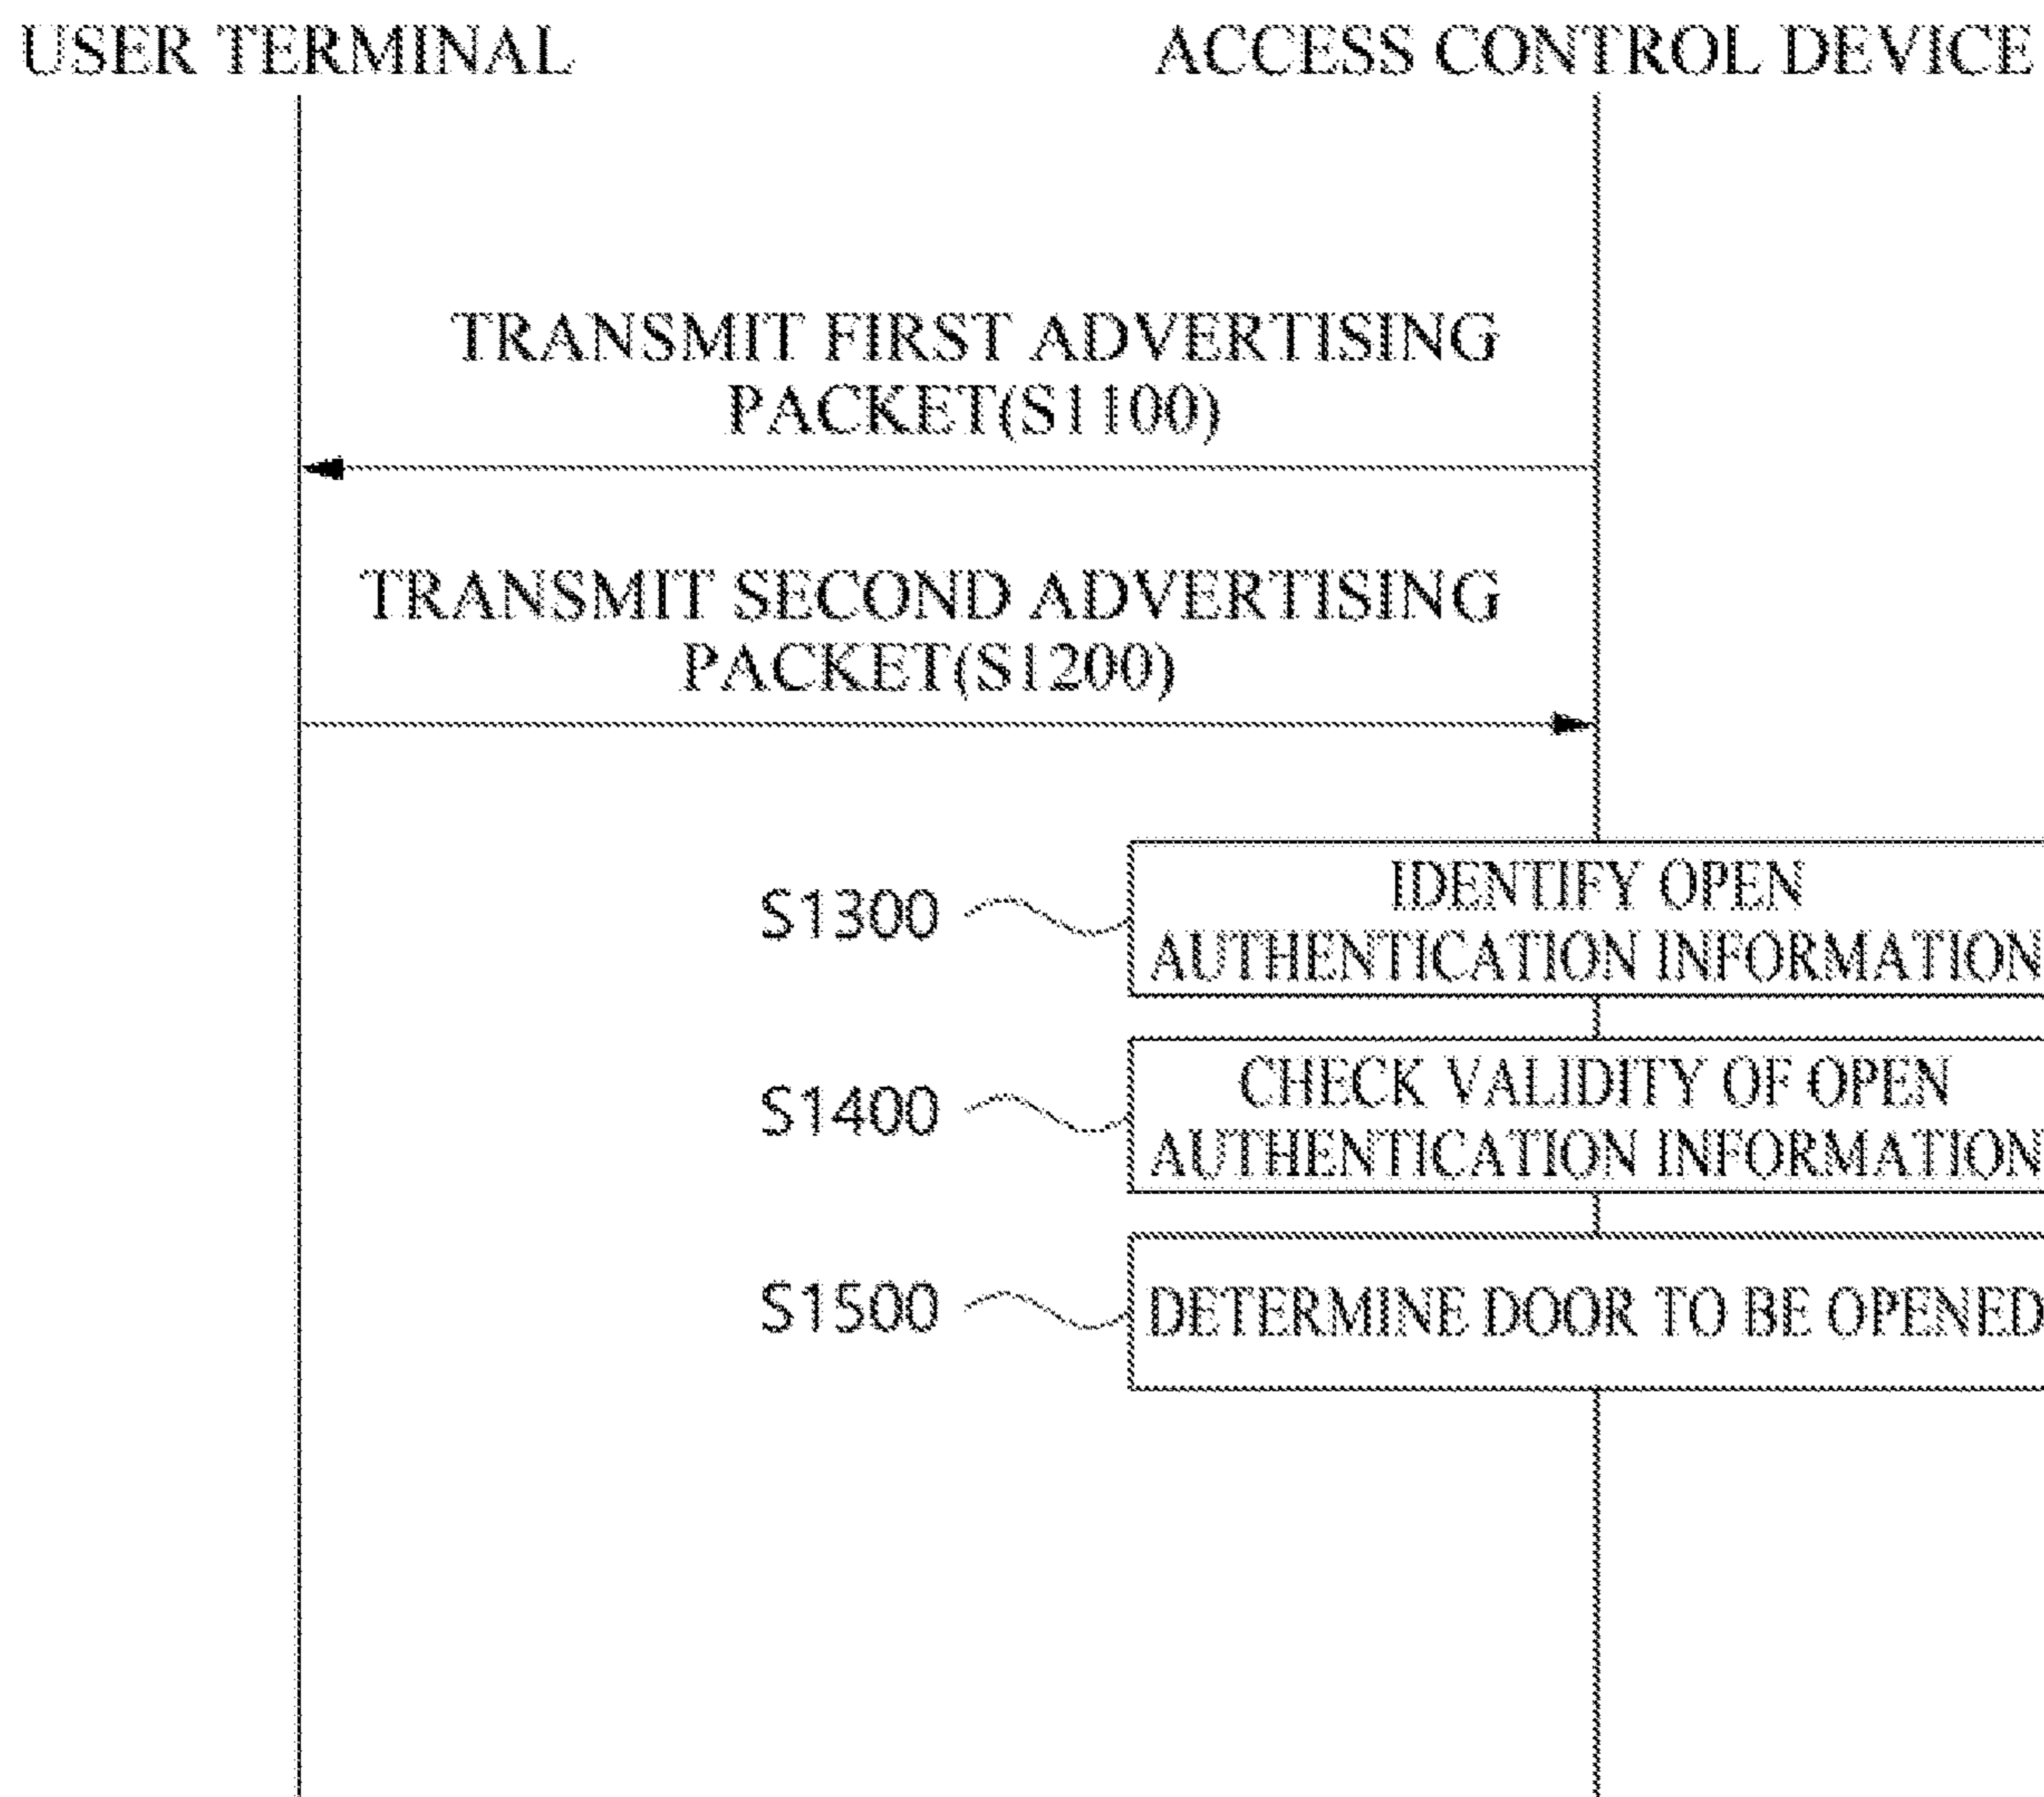 USER TERMINAL
ACCESS CONTROL DEVICE
TRANSMIT FIRST ADVERTISING
PACKET(S1100)
TRANSMIT SECOND ADVERTISING
PACKET(S1200)
S1300
IDENTIFY OPEN
AUTHENTICATION INFORMATION
S1400
CHECK VALIDITY OF OPEN
AUTHENTICATION INFORMATION
S1500
DETERMINE DOOR TO BE OPENED